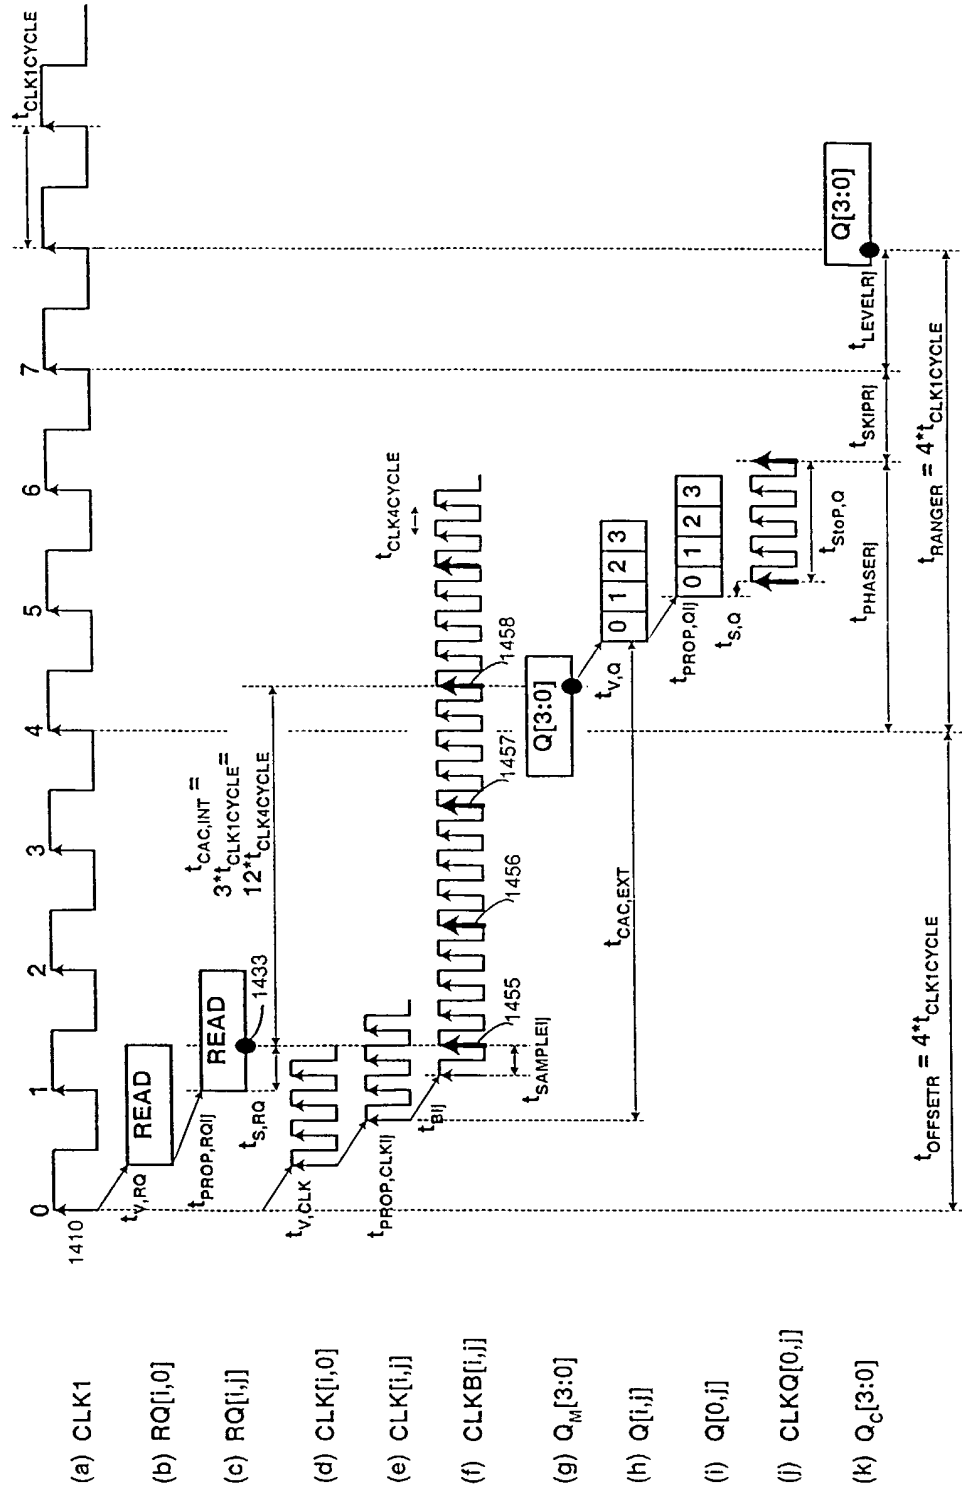 tCLK1CYCLE
0 1 2 3 4 5 6 7
1410
(a) CLK1
tV,RQ
READ
(b) RQ[i,0]
tPROP,RQij
READ
1433
tS,RQ
tCAC,INT =
3*tCLK1CYCLE=
12*tCLK4CYCLE
(c) RQ[i,j]
tV,CLK
(d) CLK[i,0]
tPROP,CLKij
(e) CLK[i,j]
tBij
tSAMPLEij
1455
1456
1457
1458
tCLK4CYCLE
(f) CLKB[i,j]
Q[3:0]
(g) QM[3:0]
tV,Q
0 1 2 3
tCAC,EXT
(h) Q[i,j]
tPROP,Qij
0 1 2 3
tS,Q
(i) Q[0,j]
tStoP,Q
(j) CLKQ[0,j]
Q[3:0]
(k) QC[3:0]
tPHASERj
tSKIPRj
tLEVELRj
tOFFSETR = 4*tCLK1CYCLE
tRANGER = 4*tCLK1CYCLE